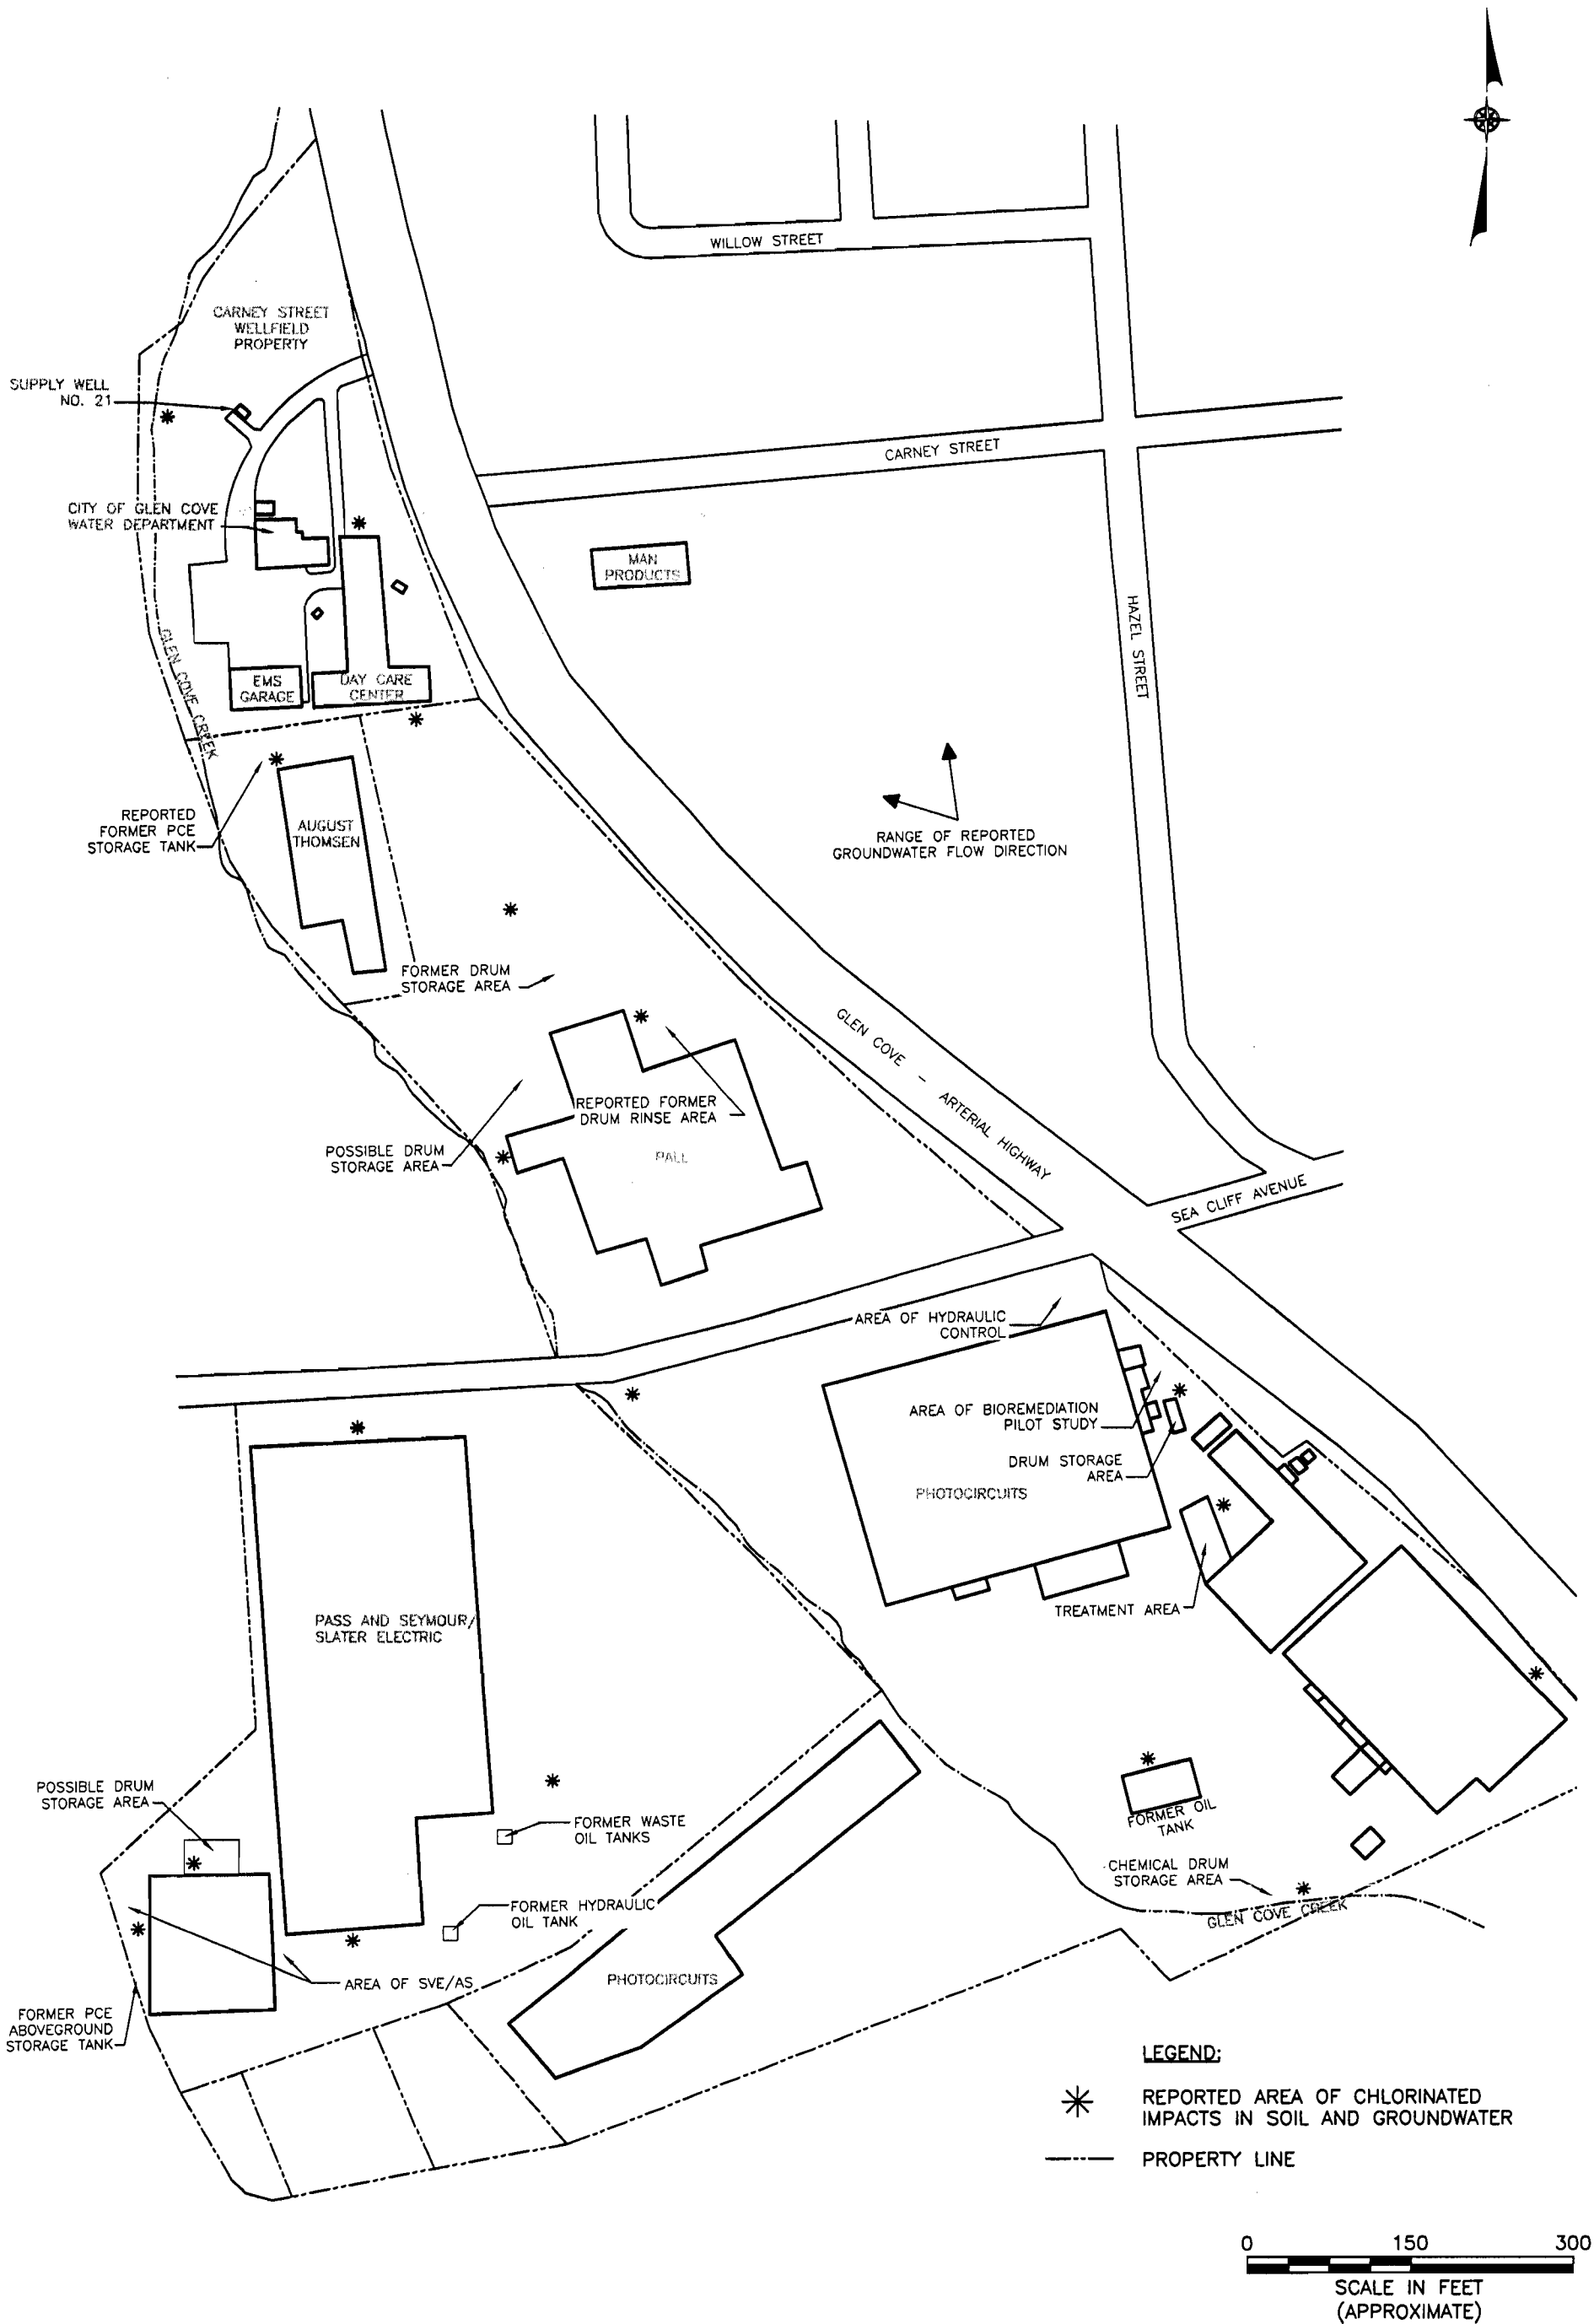 WILLOW STREET
CARNEY STREET
WELLFIELD
PROPERTY
SUPPLY WELL
NO. 21
CARNEY STREET
CITY OF GLEN COVE
WATER DEPARTMENT
MAN
PRODUCTS
HAZEL STREET
GLEN COVE CREEK
EMS
GARAGE
DAY CARE
CENTER
REPORTED
FORMER PCE
STORAGE TANK
AUGUST
THOMSEN
RANGE OF REPORTED
GROUNDWATER FLOW DIRECTION
FORMER DRUM
STORAGE AREA
GLEN COVE - ARTERIAL HIGHWAY
REPORTED FORMER
DRUM RINSE AREA
POSSIBLE DRUM
STORAGE AREA
PALL
SEA CLIFF AVENUE
AREA OF HYDRAULIC
CONTROL
AREA OF BIOREMEDIATION
PILOT STUDY
DRUM STORAGE
AREA
PHOTOCIRCUITS
TREATMENT AREA
PASS AND SEYMOUR/
SLATER ELECTRIC
POSSIBLE DRUM
STORAGE AREA
FORMER WASTE
OIL TANKS
FORMER OIL
TANK
CHEMICAL DRUM
STORAGE AREA
GLEN COVE CREEK
FORMER HYDRAULIC
OIL TANK
AREA OF SVE/AS
PHOTOCIRCUITS
FORMER PCE
ABOVEGROUND
STORAGE TANK
LEGEND:
REPORTED AREA OF CHLORINATED
IMPACTS IN SOIL AND GROUNDWATER
PROPERTY LINE
0 150 300
SCALE IN FEET
(APPROXIMATE)